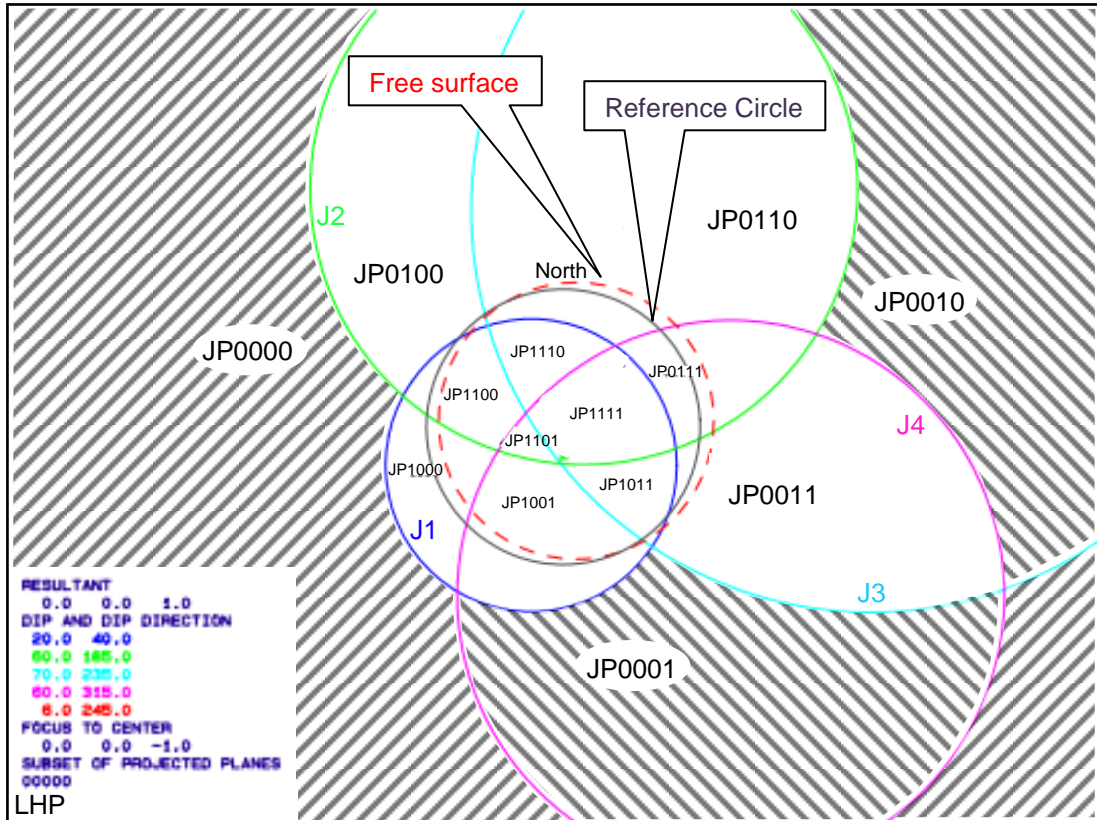 Free surface
Reference Circle
J2
JP0110
North
JP0100
JP0010
JP0000
JP1110
JP0111
JP1100
JP1111
J4
JP1101
JP1000
JP1011
JP0011
JP1001
J1
J3
JP0001
RESULTANT
0.0 0.0 1.0
DIP AND DIP DIRECTION
20.0 40.0
60.0 185.0
70.0 235.0
60.0 315.0
6.0 245.0
FOCUS TO CENTER
0.0 0.0 -1.0
SUBSET OF PROJECTED PLANES
00000
LHP